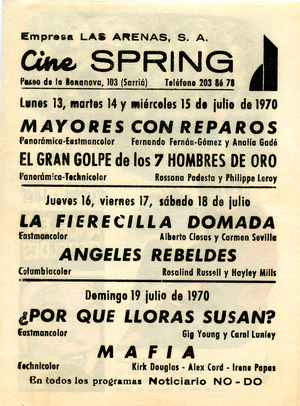 Empresa LAS ARENAS, S. A.
Cine SPRING
Paseo de la Bonanova, 103 (Sarriá) Teléfono 203 86 78
Lunes 13, martes 14 y miércoles 15 de julio de 1970
MAYORES CON REPAROS
Panorámica-Eastmancolor Fernando Fernán-Gómez y Analía Gadé
EL GRAN GOLPE de los 7 HOMBRES DE ORO
Panorámica-Technicolor Rossana Podesta y Philippe Leroy
Jueves 16, viernes 17, sábado 18 de julio
LA FIERECILLA DOMADA
Eastmancolor Alberto Closas y Carmen Sevilla
ANGELES REBELDES
Columbiacolor Rosalind Russell y Hayley Mills
Domingo 19 julio de 1970
¿POR QUE LLORAS SUSAN?
Eastmancolor Gig Young y Carol Lunley
MAFIA
Technicolor Kirk Douglas - Alex Cord - Irene Papas
En todos los programas Noticiario NO-DO